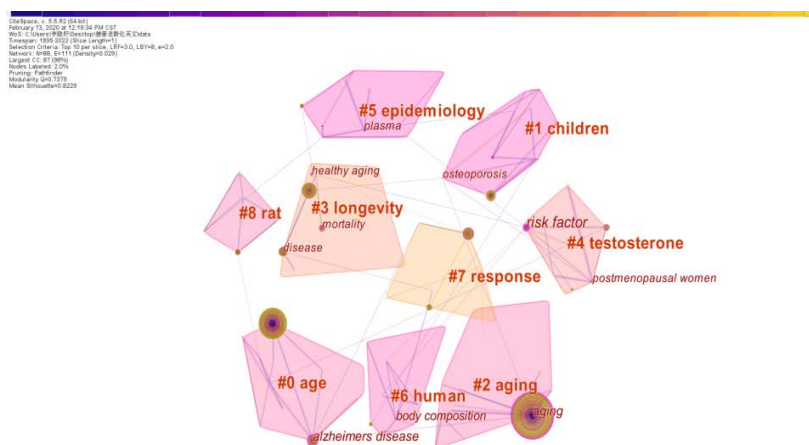 CiteSpace, v. 5.5.R2 (64-bit)
February 13, 2020 at 12:19:34 PM CST
Timespan: 1995-2022 (Slice Length=1)
Selection Criteria: Top 10 per slice, LRF=3.0, LBY=8, e=2.0
Network: N=88, E=111 (Density=0.029)
Largest CC: 87 (98%)
Nodes Labeled: 2.0%
Pruning: Pathfinder
Modularity Q=0.7379
Mean Silhouette=0.8229
#5 epidemiology
plasma
#1 children
healthy aging
osteoporosis
#8 rat
#3 longevity
mortality
risk factor
#4 testosterone
disease
#7 response
postmenopausal women
#0 age
#6 human
#2 aging
body composition
aging
alzheimers disease